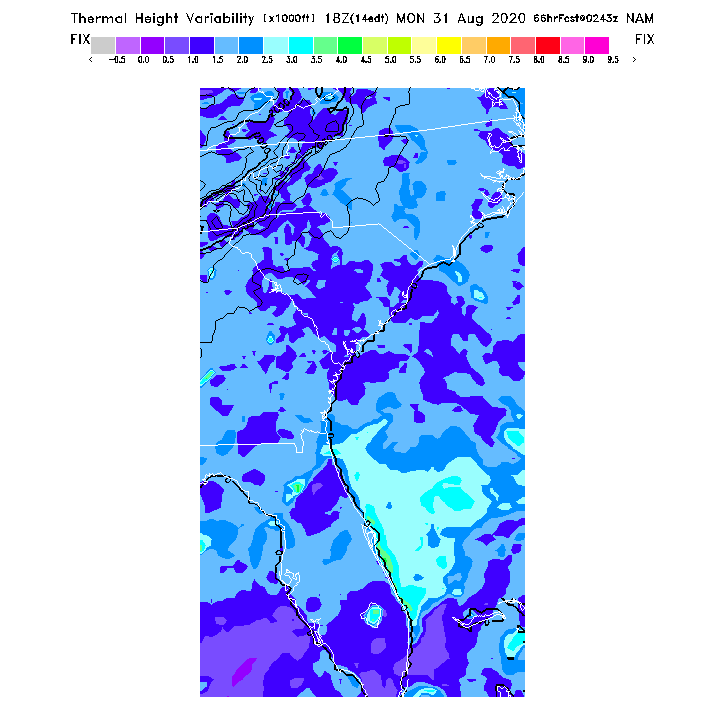 Thermal Height Variability [x1000ft] 18Z(14edt) MON 31 Aug 2020 66hrFcst@0243z NAM
FIX FIX
< -0.5 0.0 0.5 1.0 1.5 2.0 2.5 3.0 3.5 4.0 4.5 5.0 5.5 6.0 6.5 7.0 7.5 8.0 8.5 9.0 9.5 >